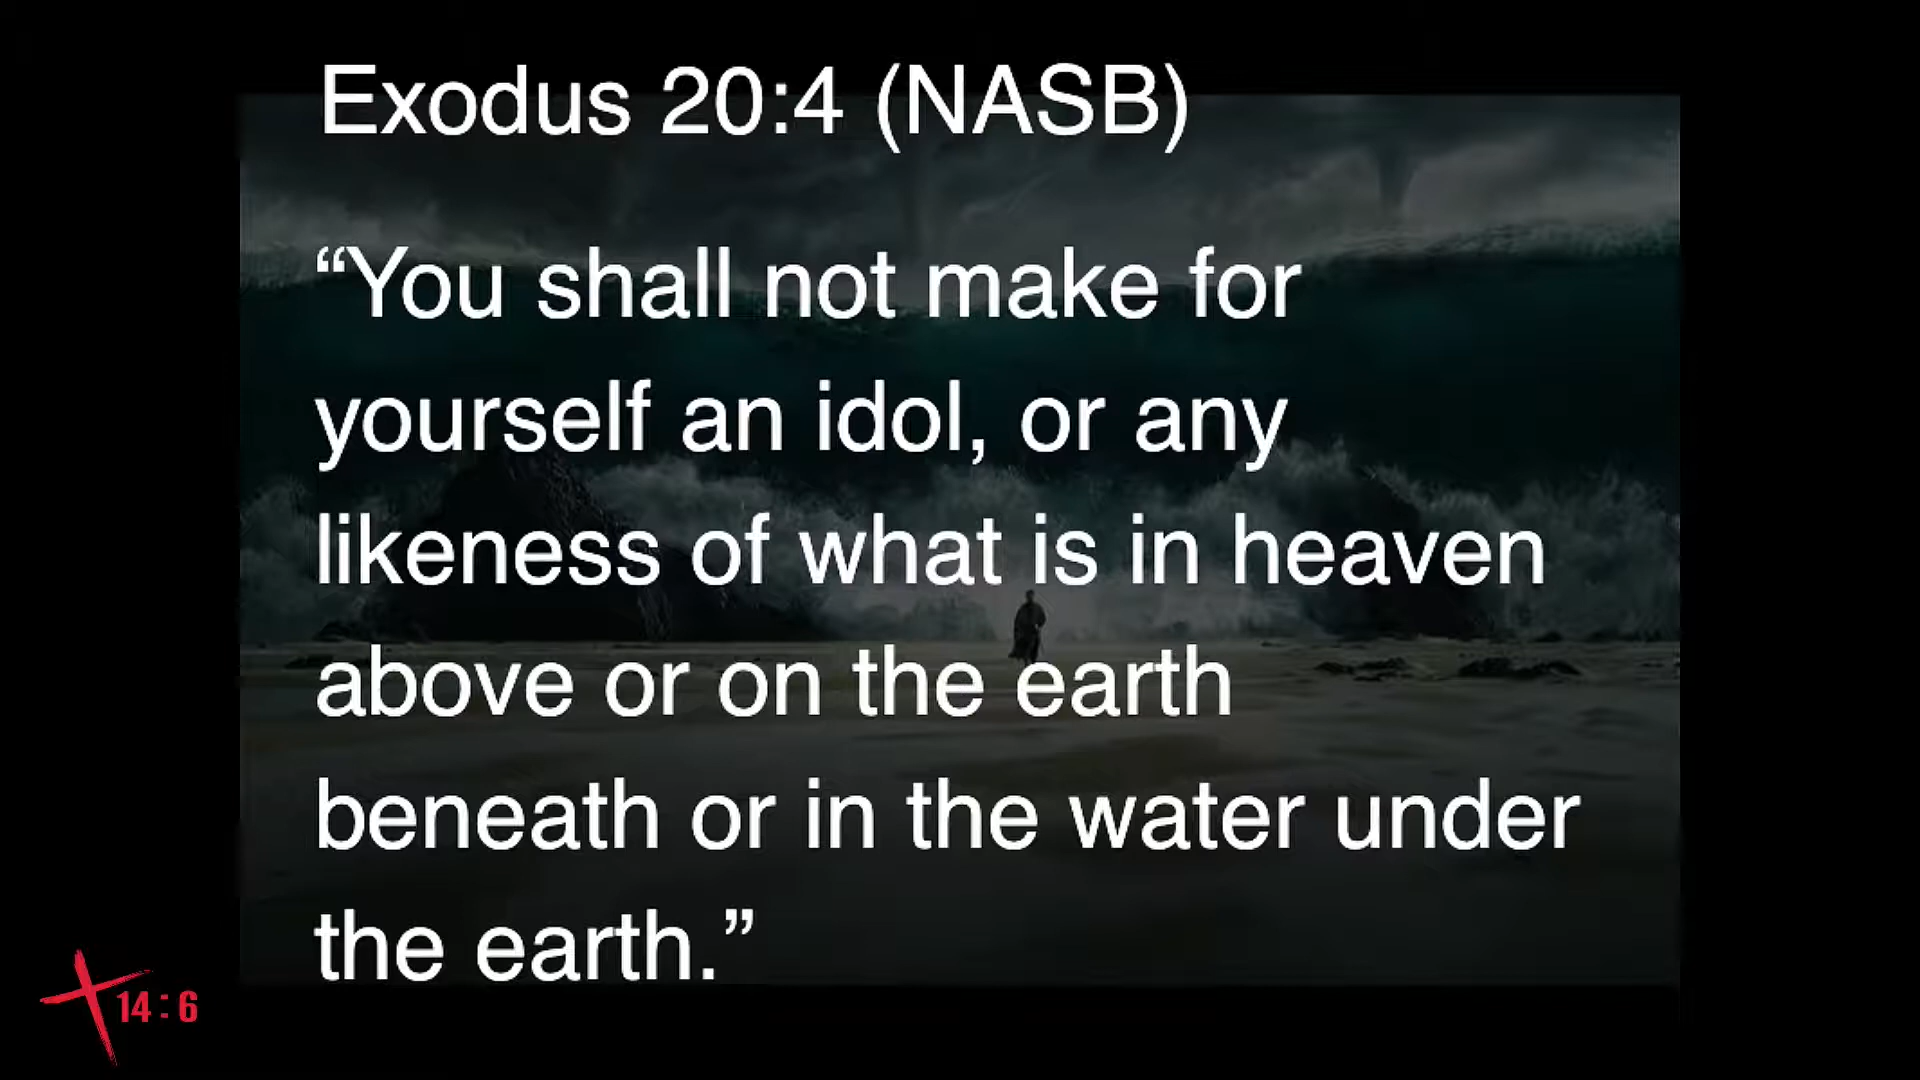 Exodus 20:4 (NASB)
“You shall not make for
yourself an idol, or any
likeness of what is in heaven
above or on the earth
beneath or in the water under
the earth.”
14:6